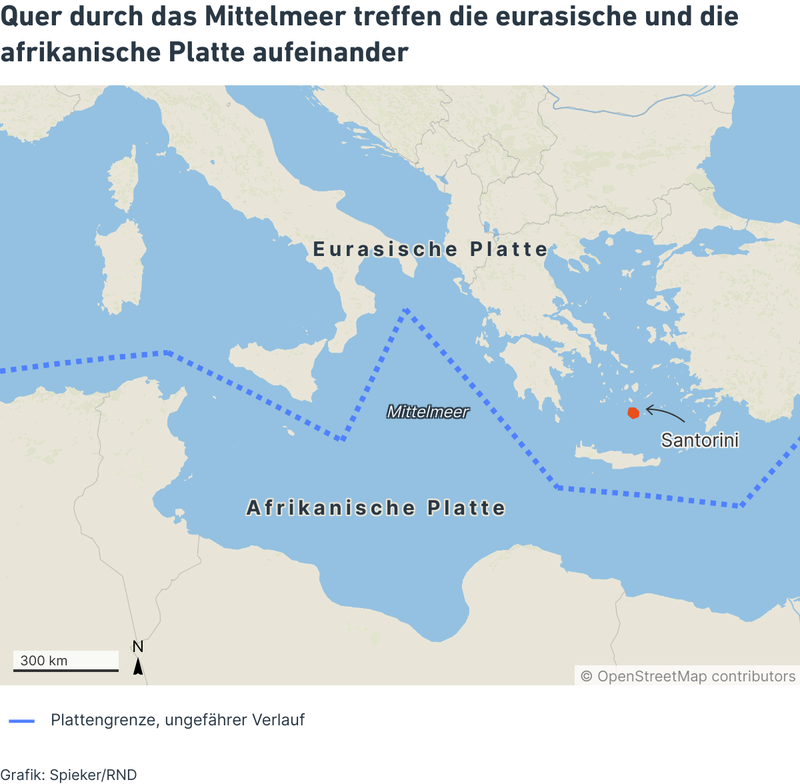 Quer durch das Mittelmeer treffen die eurasische und die
afrikanische Platte aufeinander
Eurasische Platte
Mittelmeer
Santorini
Afrikanische Platte
N
300 km
© OpenStreetMap contributors
Plattengrenze, ungefährer Verlauf
Grafik: Spieker/RND